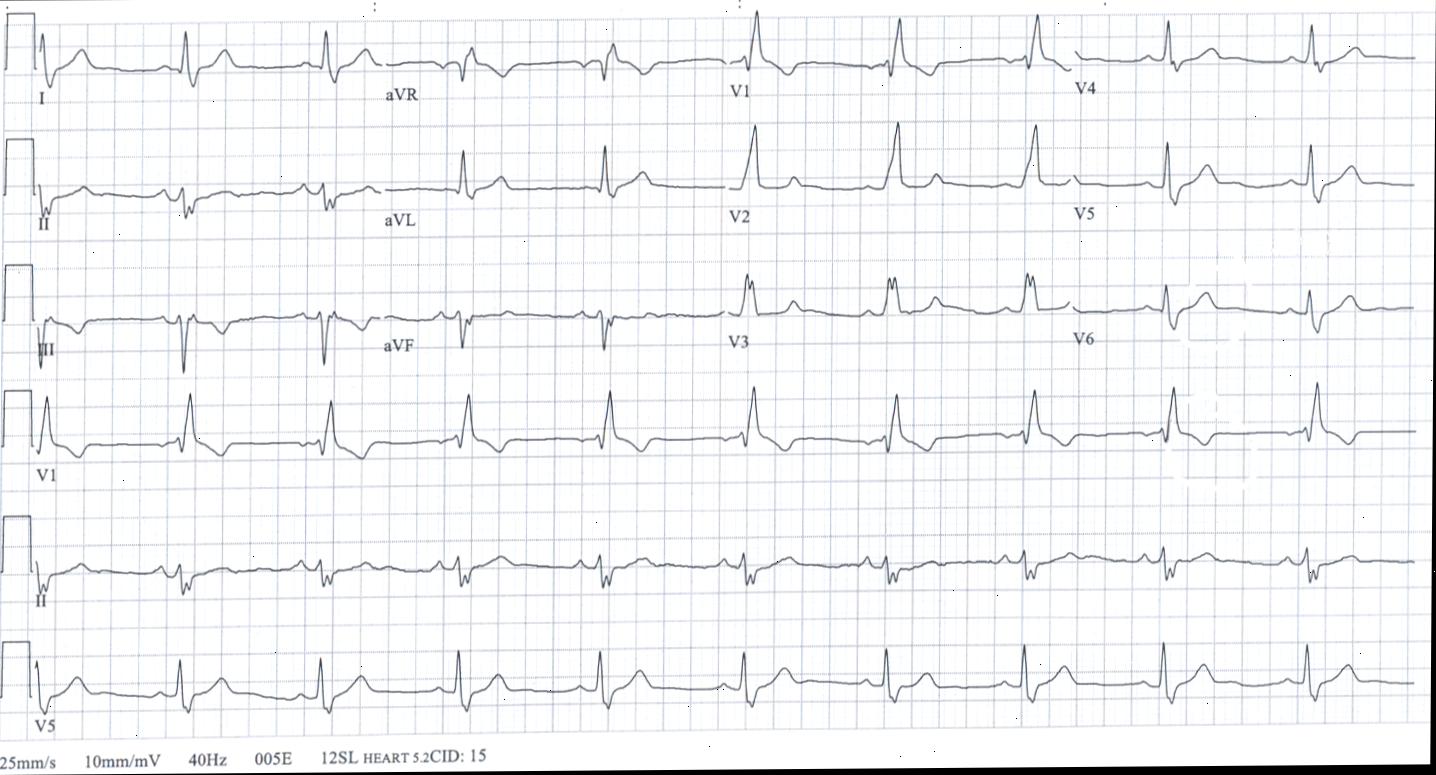 I aVR V1 V4
II aVL V2 V5
III aVF V3 V6
V1
II
V5
25mm/s 10mm/mV 40Hz 005E 12SL HEART 5.2CID: 15